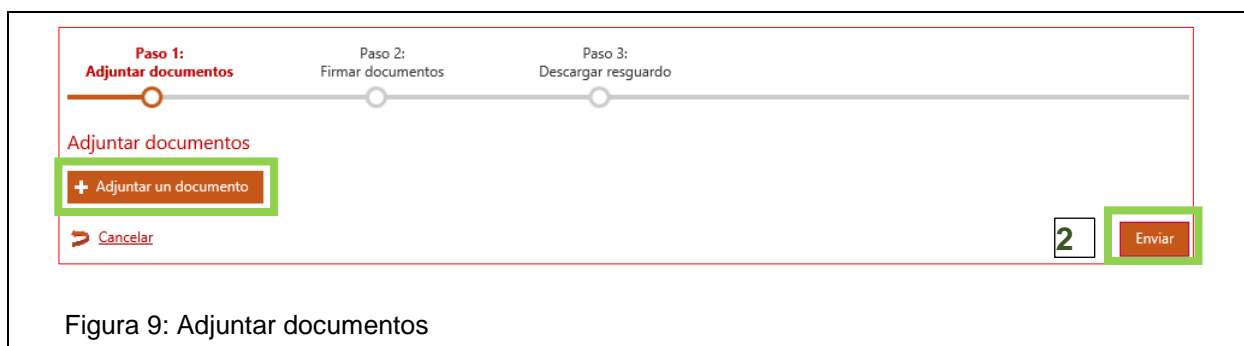 Paso 1:
Adjuntar documentos
Paso 2:
Firmar documentos
Paso 3:
Descargar resguardo
Adjuntar documentos
+ Adjuntar un documento
Cancelar
2
Enviar
Figura 9: Adjuntar documentos